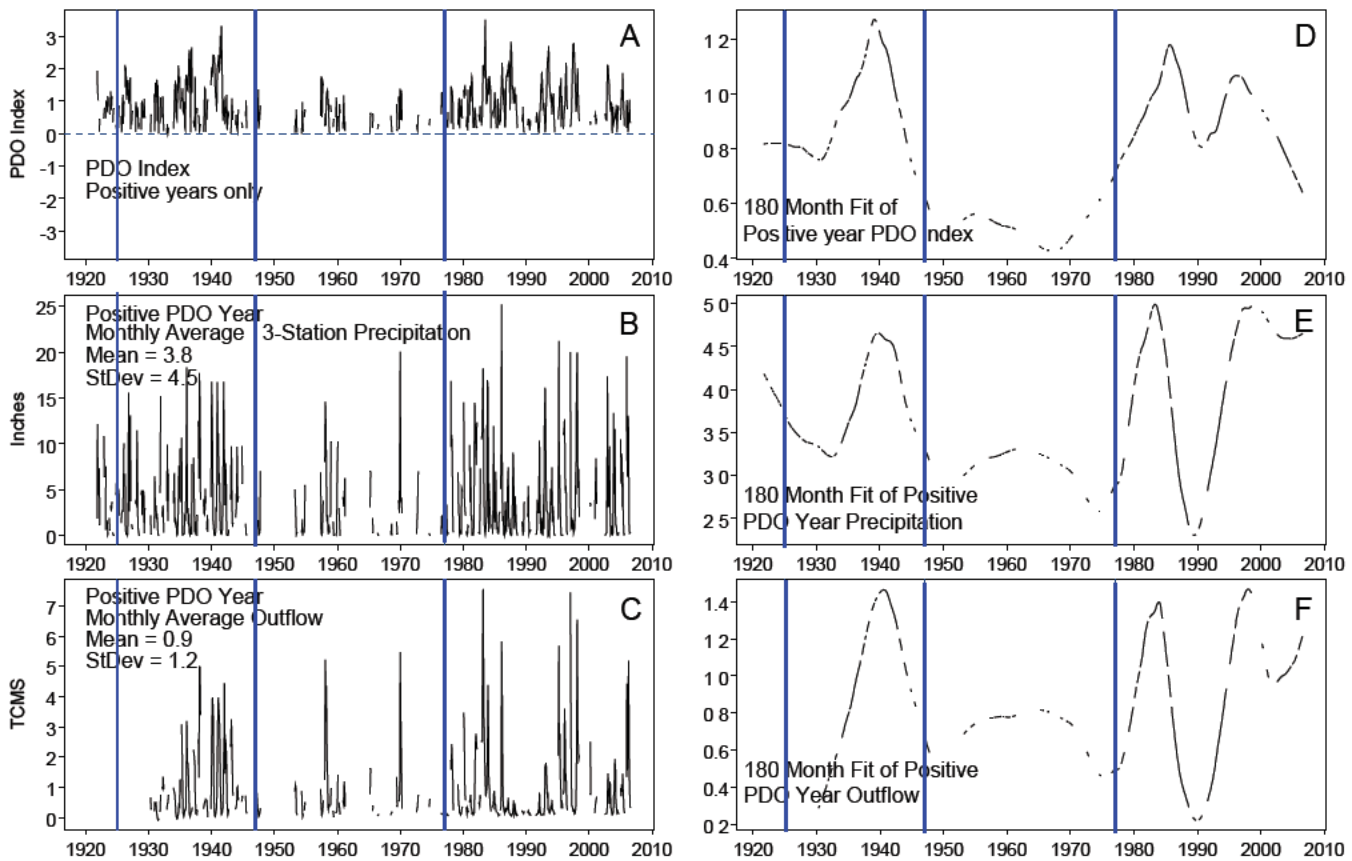 A
PDO Index
3
2
1
0
-1
-2
-3
PDO Index
Positive years only
1920 1930 1940 1950 1960 1970 1980 1990 2000 2010
D
1 2
1 0
0 8
0.6
0.4
180 Month Fit of
Positive year PDO Index
1920 1930 1940 1950 1960 1970 1980 1990 2000 2010
B
Inches
25
20
15
10
5
0
Positive PDO Year
Monthly Average 3-Station Precipitation
Mean = 3.8
StDev = 4.5
1920 1930 1940 1950 1960 1970 1980 1990 2000 2010
E
5 0
4.5
4 0
3.5
3 0
2 5
180 Month Fit of Positive
PDO Year Precipitation
1920 1930 1940 1950 1960 1970 1980 1990 2000 2010
C
TCMS
7
6
5
4
3
2
1
0
Positive PDO Year
Monthly Average Outflow
Mean = 0.9
StDev = 1.2
1920 1930 1940 1950 1960 1970 1980 1990 2000 2010
F
1.4
1 2
1 0
0 8
0.6
0.4
0 2
180 Month Fit of Positive
PDO Year Outflow
1920 1930 1940 1950 1960 1970 1980 1990 2000 2010